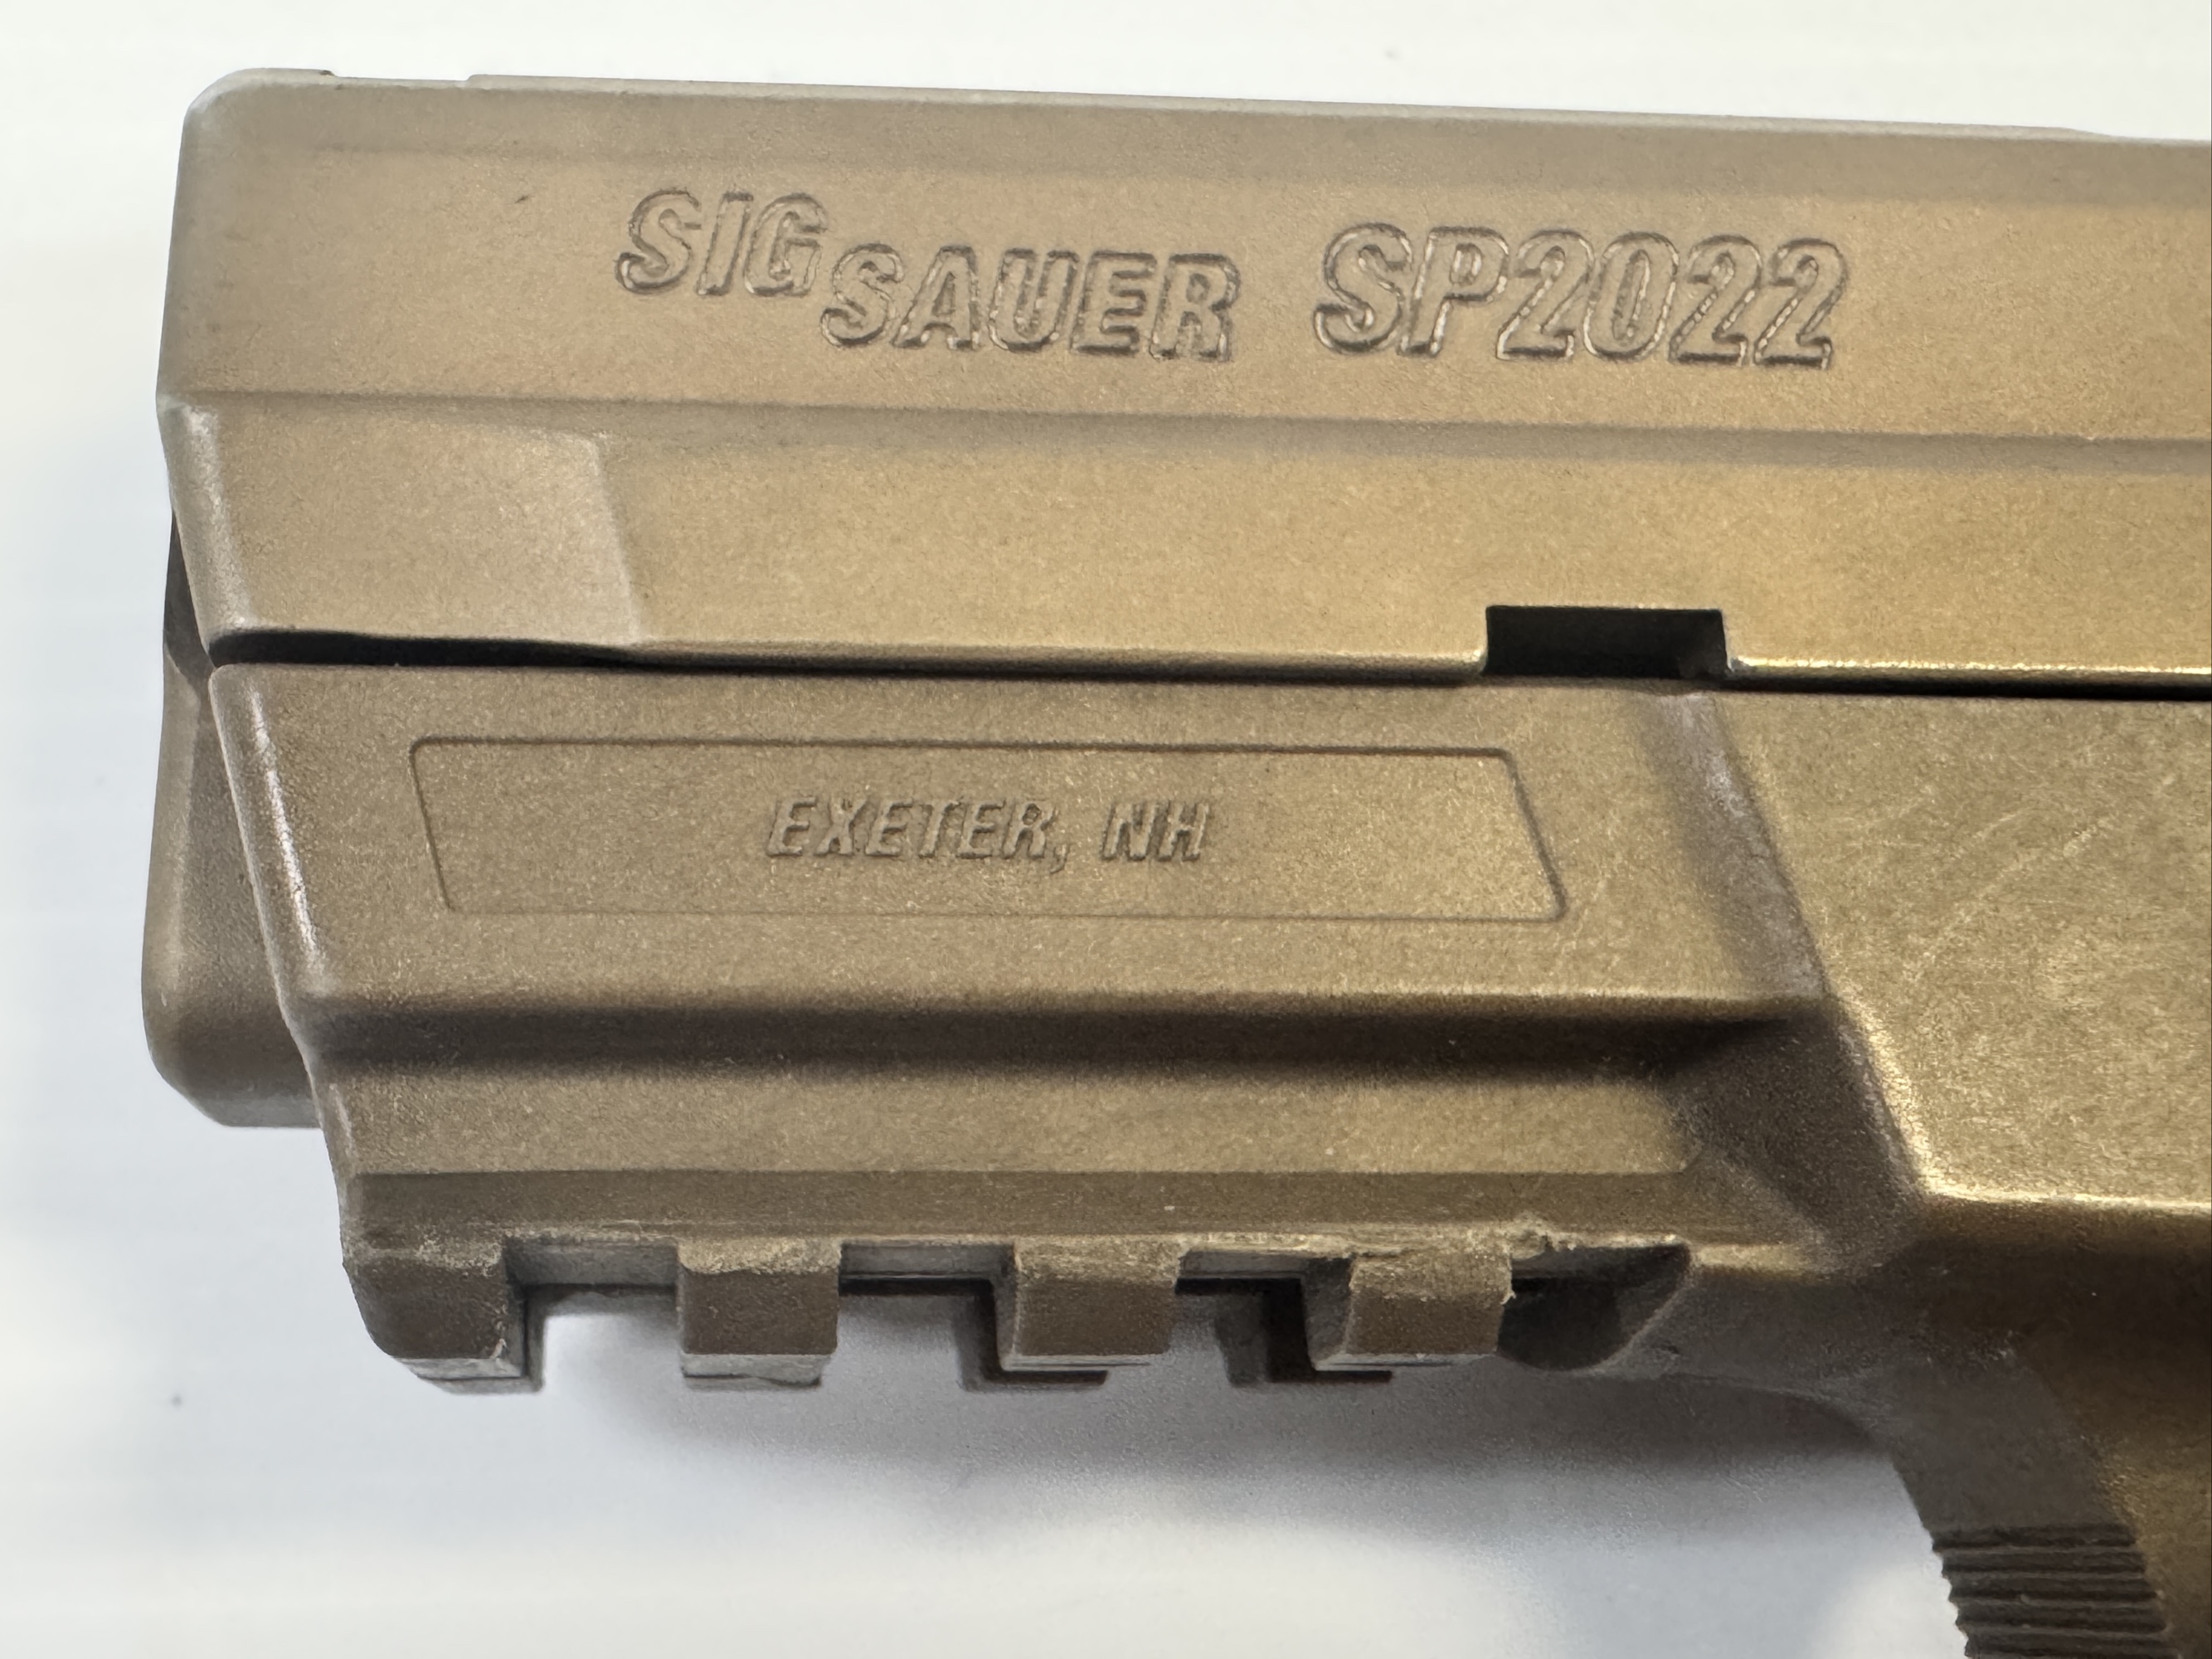 SIG SAUER SP2022
EXETER, NH